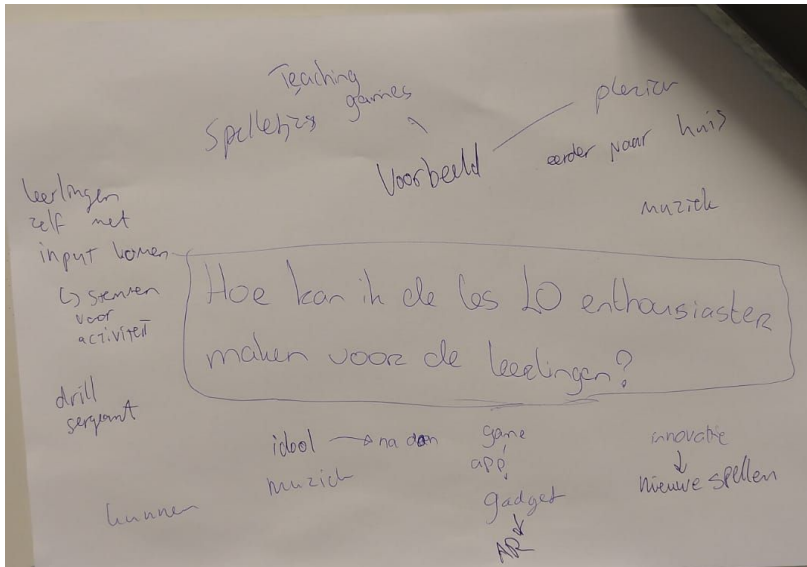 Teaching
games
Spelletjes
Voorbeeld
plezier
eerder naar huis
muziek
leerlingen
zelf met
input komen
↳ stemmen
voor
activiteit
Hoe kan ik de les LO enthousiaster
maken voor de leerlingen?
drill
sergeant
idool → na doen
muziek
game
app
gadget
↓
AR
innovatie
↓
nieuwe spellen
kunnen